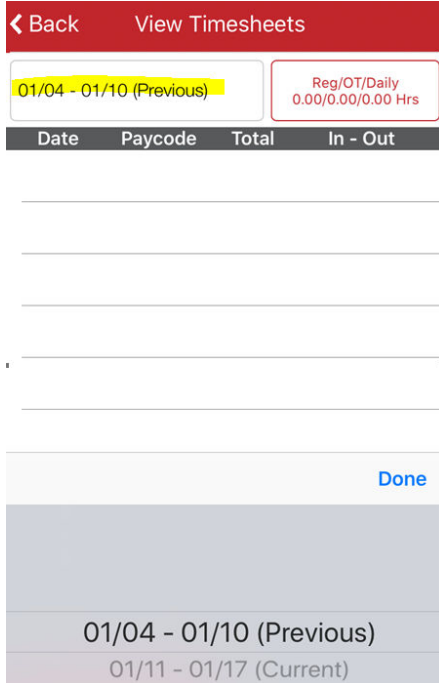 Back View Timesheets
01/04 - 01/10 (Previous)
Reg/OT/Daily
0.00/0.00/0.00 Hrs
Date Paycode Total In - Out
Done
01/04 - 01/10 (Previous)
01/11 - 01/17 (Current)